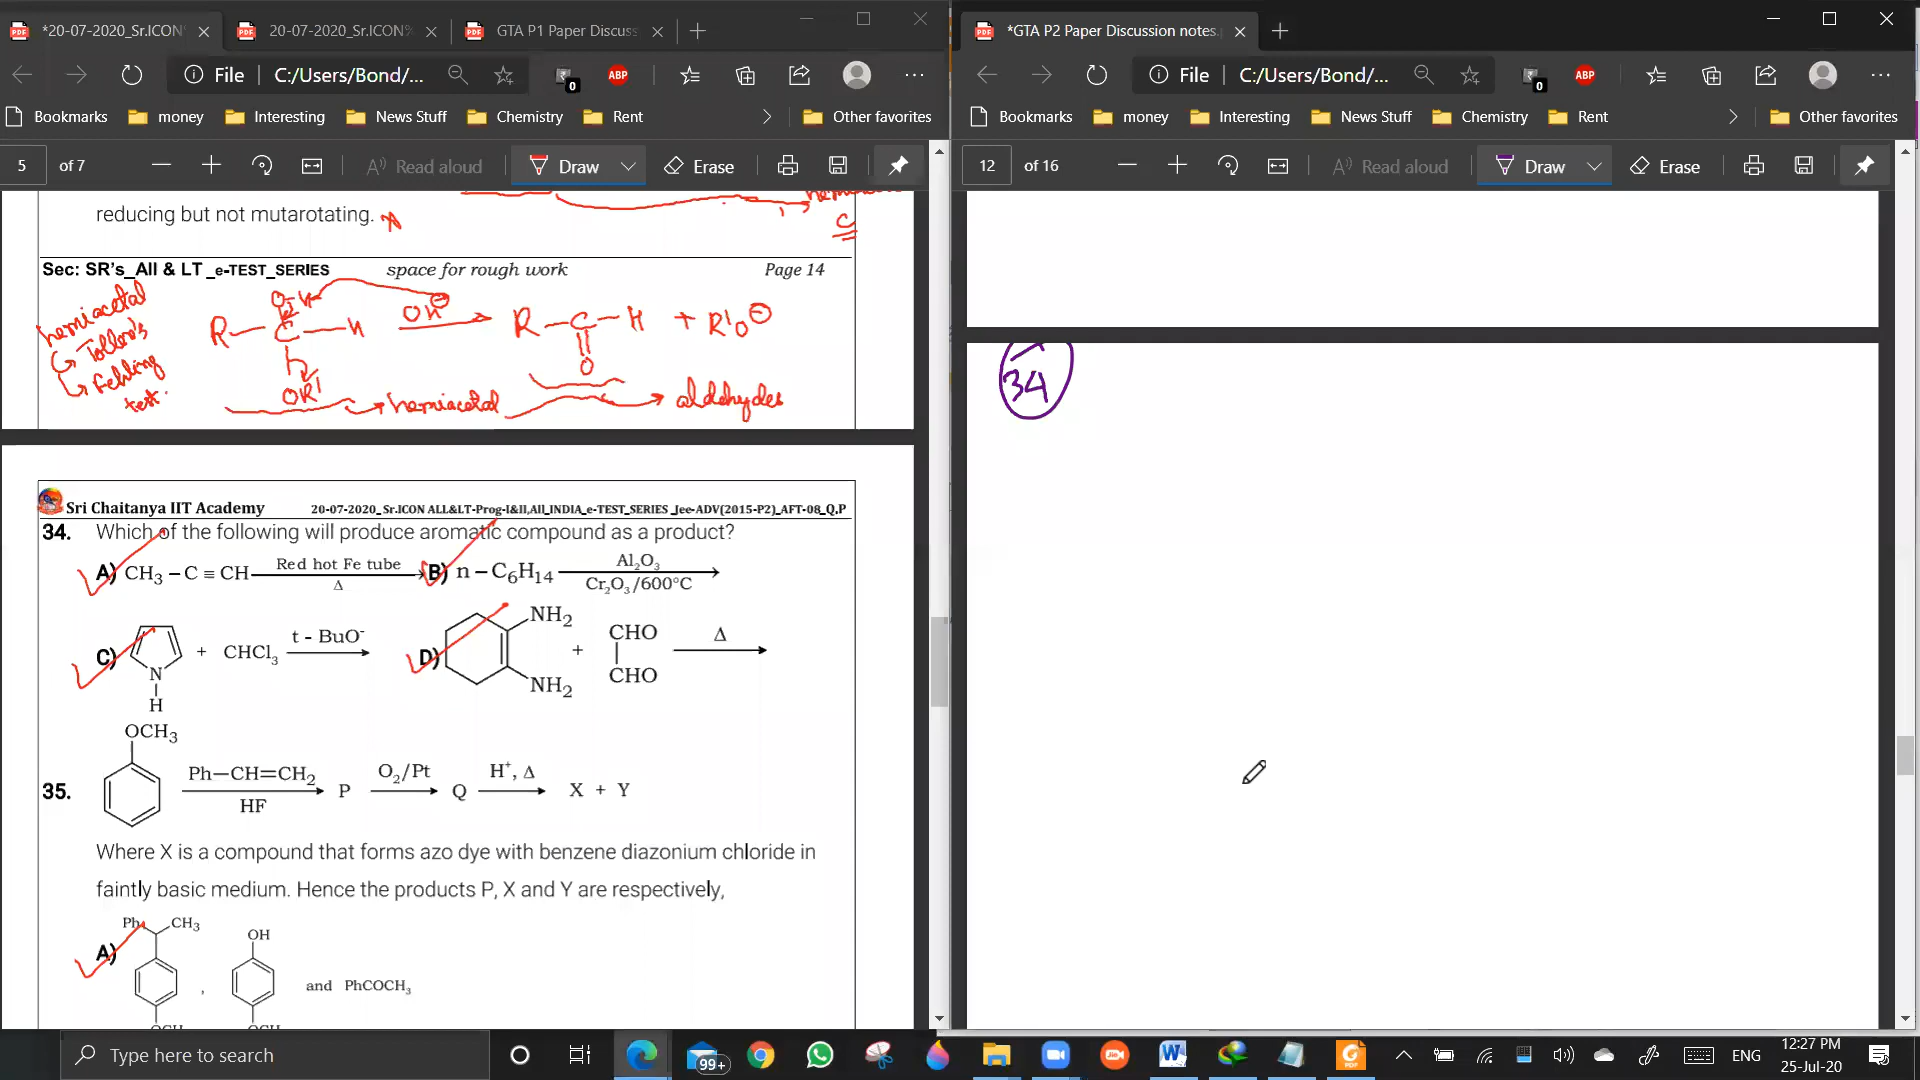 *20-07-2020_Sr.ICON
20-07-2020_Sr.ICON%
GTA P1 Paper Discuss
File
C:/Users/Bond/...
0
ABP
Bookmarks
money
Interesting
News Stuff
Chemistry
Rent
Other favorites
5
of 7
Read aloud
Draw
Erase
reducing but not mutarotating.
C
Sec: SR's_All & LT _e-TEST_SERIES
space for rough work
Page 14
hemiacetal
Tollen's
Fehling
test.
R-C-H
O-H
OR'
OH⊖
R-C-H
O
+ R'O⊖
hemiacetal
aldehydes
Sri Chaitanya IIT Academy
20-07-2020_Sr.ICON ALL&LT-Prog-I&II,All_INDIA_e-TEST_SERIES _Jee-ADV(2015-P2)_AFT-08_Q.P
34. Which of the following will produce aromatic compound as a product?
A) CH₃ – C ≡ CH
Red hot Fe tube
Δ
B) n – C₆H₁₄
Al₂O₃
Cr₂O₃/600°C
C)
N
H
+ CHCl₃
t - BuO⁻
D)
NH₂
NH₂
+
CHO
CHO
Δ
OCH₃
35.
Ph–CH=CH₂
HF
P
O₂/Pt
Q
H⁺, Δ
X + Y
Where X is a compound that forms azo dye with benzene diazonium chloride in
faintly basic medium. Hence the products P, X and Y are respectively,
A)
Ph
CH₃
,
OH
and PhCOCH₃
*GTA P2 Paper Discussion notes.
File
C:/Users/Bond/...
0
ABP
Bookmarks
money
Interesting
News Stuff
Chemistry
Rent
Other favorites
12
of 16
Read aloud
Draw
Erase
34
Type here to search
99+
ENG
12:27 PM
25-Jul-20